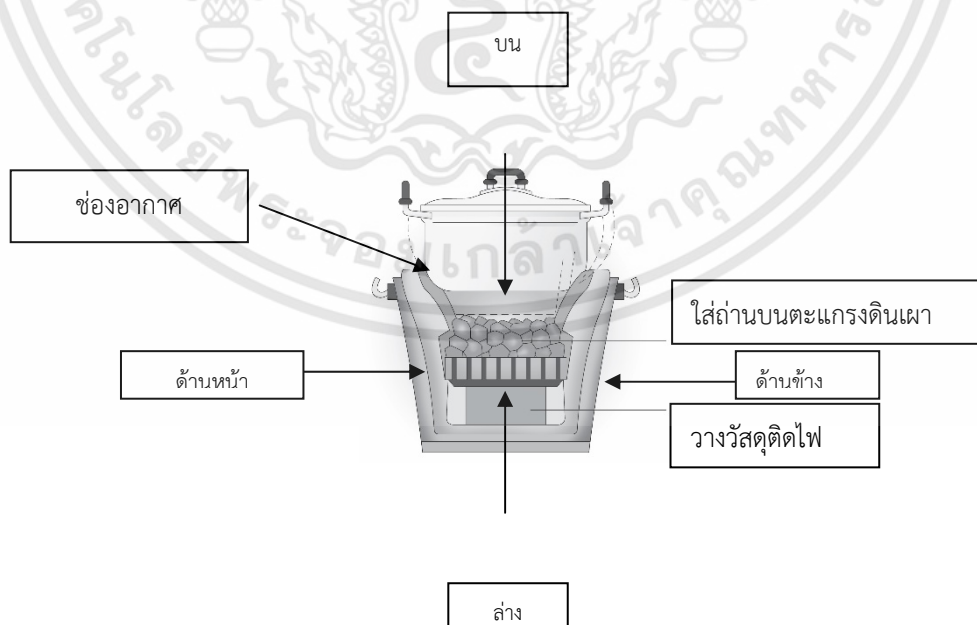 บน
ช่องอากาศ
ใส่ถ่านบนตะแกรงดินเผา
ด้านหน้า
ด้านข้าง
วางวัสดุติดไฟ
ล่าง